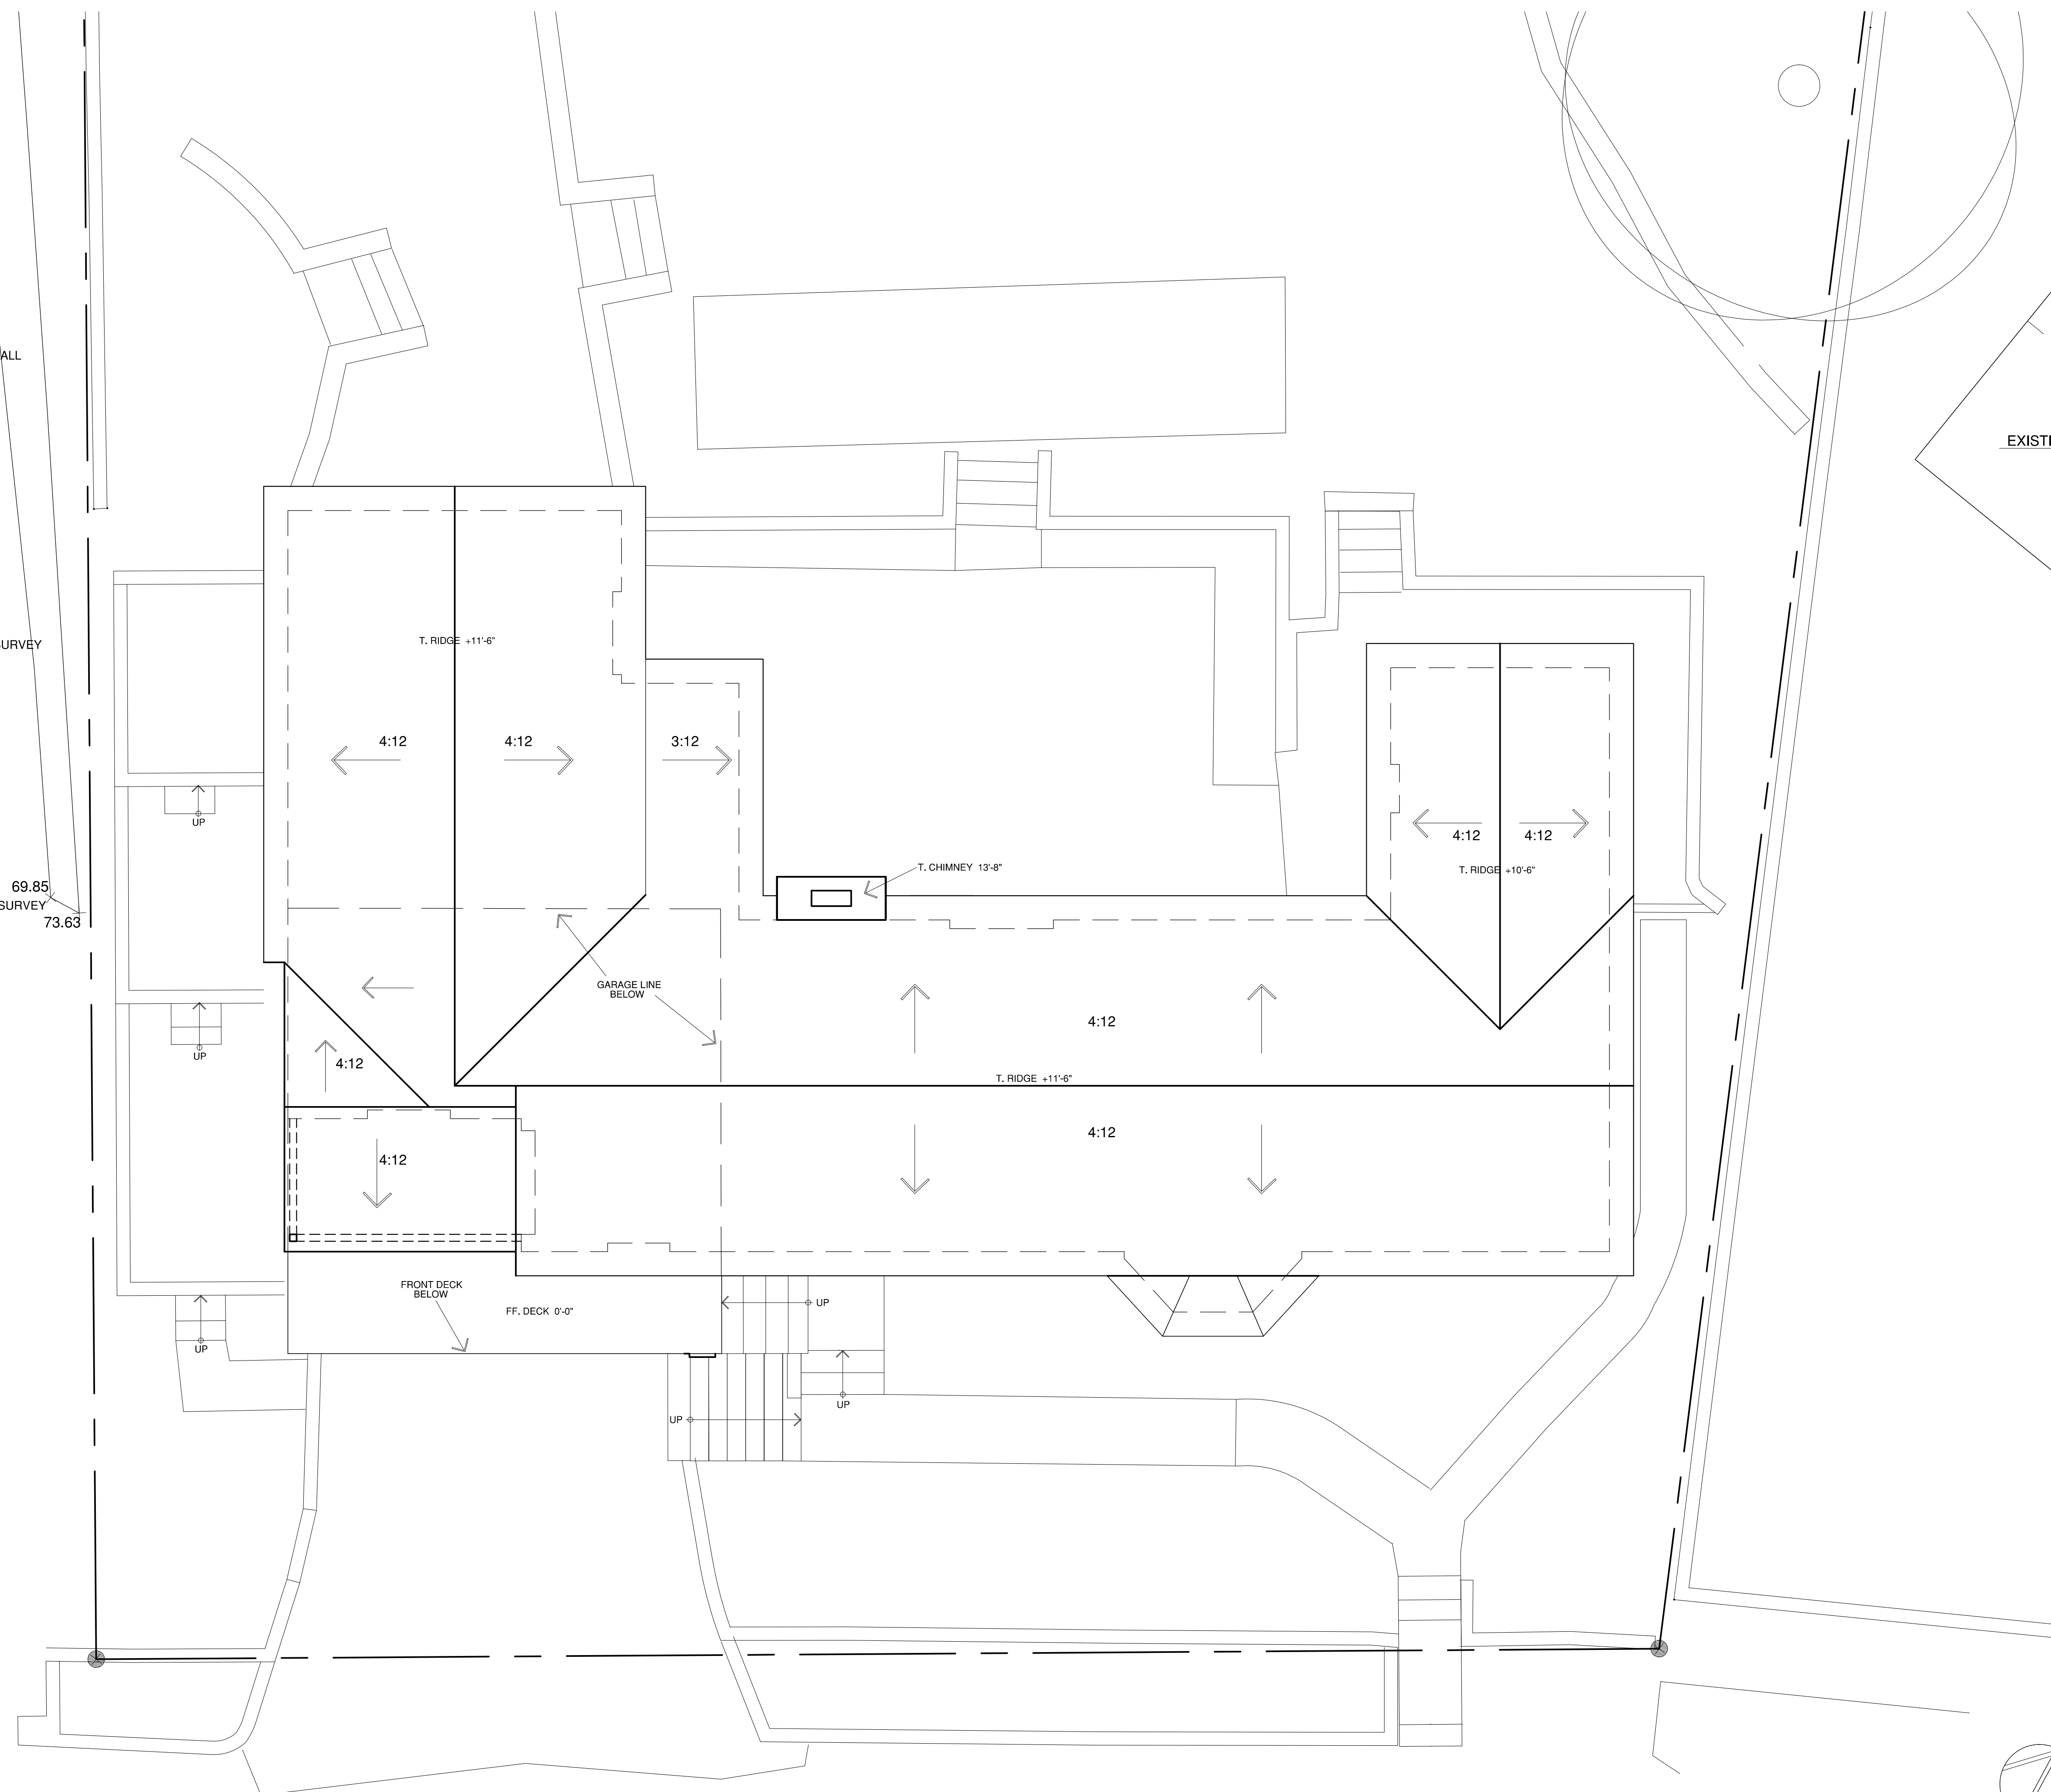 ALL
EXISTI
T. RIDGE +11'-6"
URVEY
4:12
4:12
3:12
UP
4:12
4:12
T. CHIMNEY 13'-8"
T. RIDGE +10'-6"
69.85
SURVEY
73.63
GARAGE LINE
BELOW
4:12
UP
4:12
T. RIDGE +11'-6"
4:12
4:12
FRONT DECK
BELOW
FF. DECK 0'-0"
UP
UP
UP
UP